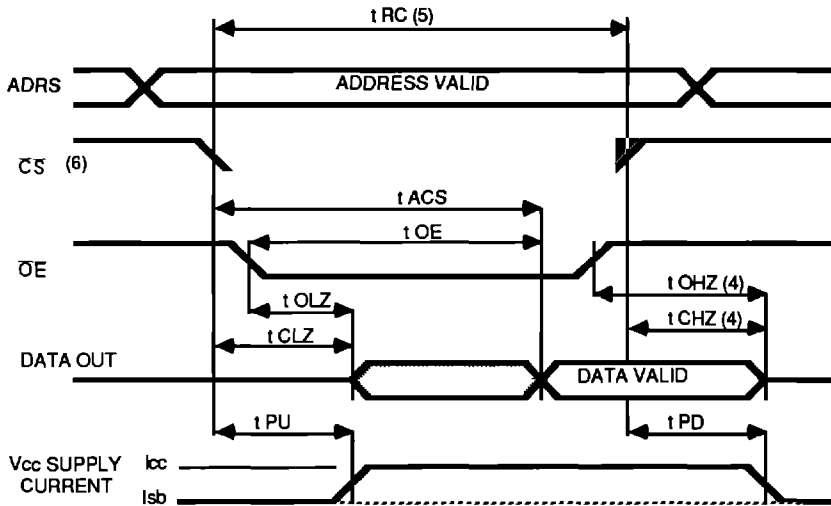 t RC (5)
ADRS
ADDRESS VALID
CS (6)
t ACS
t OE
OE
t OHZ (4)
t OLZ
t CHZ (4)
t CLZ
DATA OUT
DATA VALID
t PU
t PD
Vcc SUPPLY
CURRENT
Icc
Isb